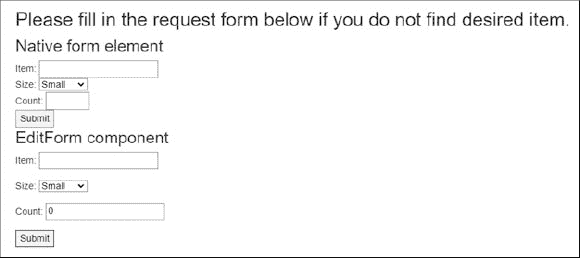 Please fill in the request form below if you do not find desired item.
Native form element
Item:
Size: Small
Count:
Submit
EditForm component
Item:
Size: Small
Count: 0
Submit